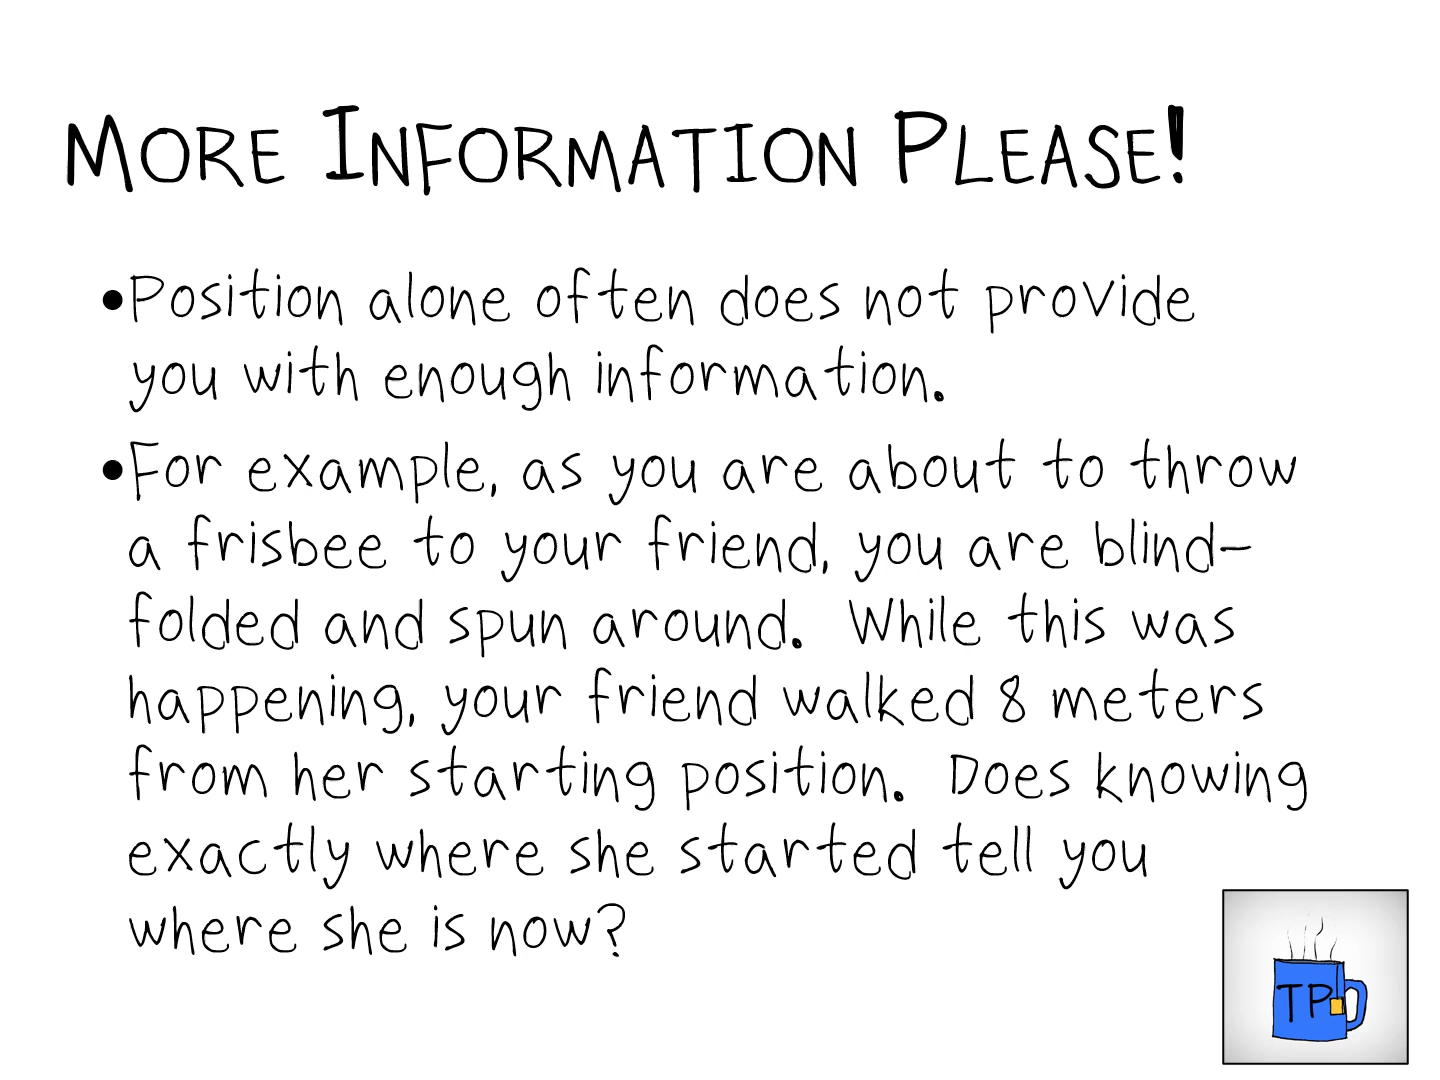 More Information Please!
•Position alone often does not provide
you with enough information.
•For example, as you are about to throw
a frisbee to your friend, you are blind-
folded and spun around.  While this was
happening, your friend walked 8 meters
from her starting position.  Does knowing
exactly where she started tell you
where she is now?
TP